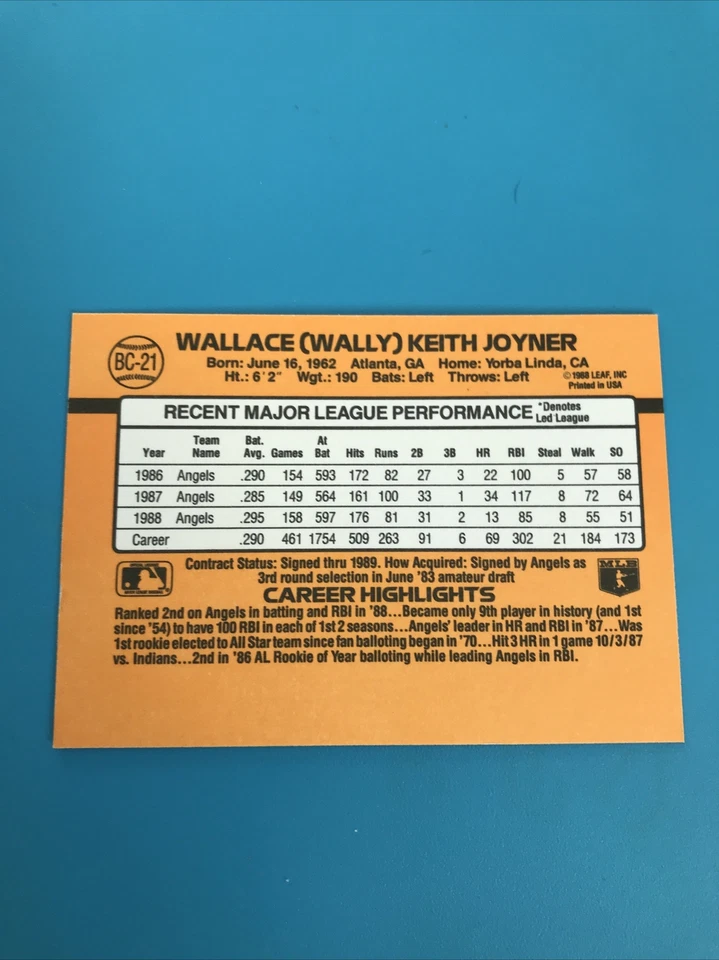 BC-21
WALLACE (WALLY) KEITH JOYNER
Born: June 16, 1962 Atlanta, GA Home: Yorba Linda, CA
Ht.: 6'2" Wgt.: 190 Bats: Left Throws: Left
©1988 LEAF, INC
Printed in USA
RECENT MAJOR LEAGUE PERFORMANCE *Denotes
Led League
Year Team Name Bat. Avg. Games At Bat Hits Runs 2B 3B HR RBI Steal Walk SO
1986 Angels .290 154 593 172 82 27 3 22 100 5 57 58
1987 Angels .285 149 564 161 100 33 1 34 117 8 72 64
1988 Angels .295 158 597 176 81 31 2 13 85 8 55 51
Career .290 461 1754 509 263 91 6 69 302 21 184 173
Contract Status: Signed thru 1989. How Acquired: Signed by Angels as
3rd round selection in June '83 amateur draft
MLB
CAREER HIGHLIGHTS
Ranked 2nd on Angels in batting and RBI in '88...Became only 9th player in history (and 1st
since '54) to have 100 RBI in each of 1st 2 seasons...Angels' leader in HR and RBI in '87...Was
1st rookie elected to All Star team since fan balloting began in '70...Hit 3 HR in 1 game 10/3/87
vs. Indians...2nd in '86 AL Rookie of Year balloting while leading Angels in RBI.